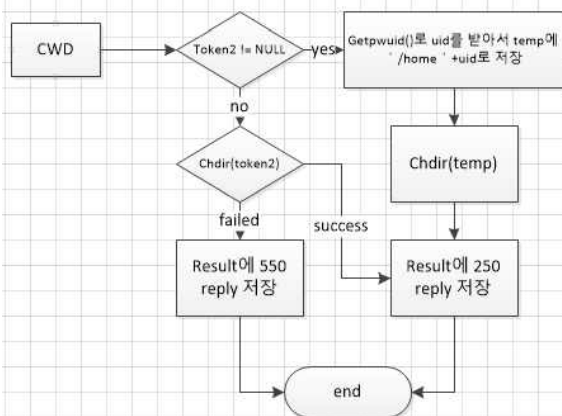 CWD
Token2 != NULL
yes
Getpwuid()로 uid를 받아서 temp에
' /home ' +uid로 저장
no
Chdir(token2)
Chdir(temp)
failed
success
Result에 550
reply 저장
Result에 250
reply 저장
end